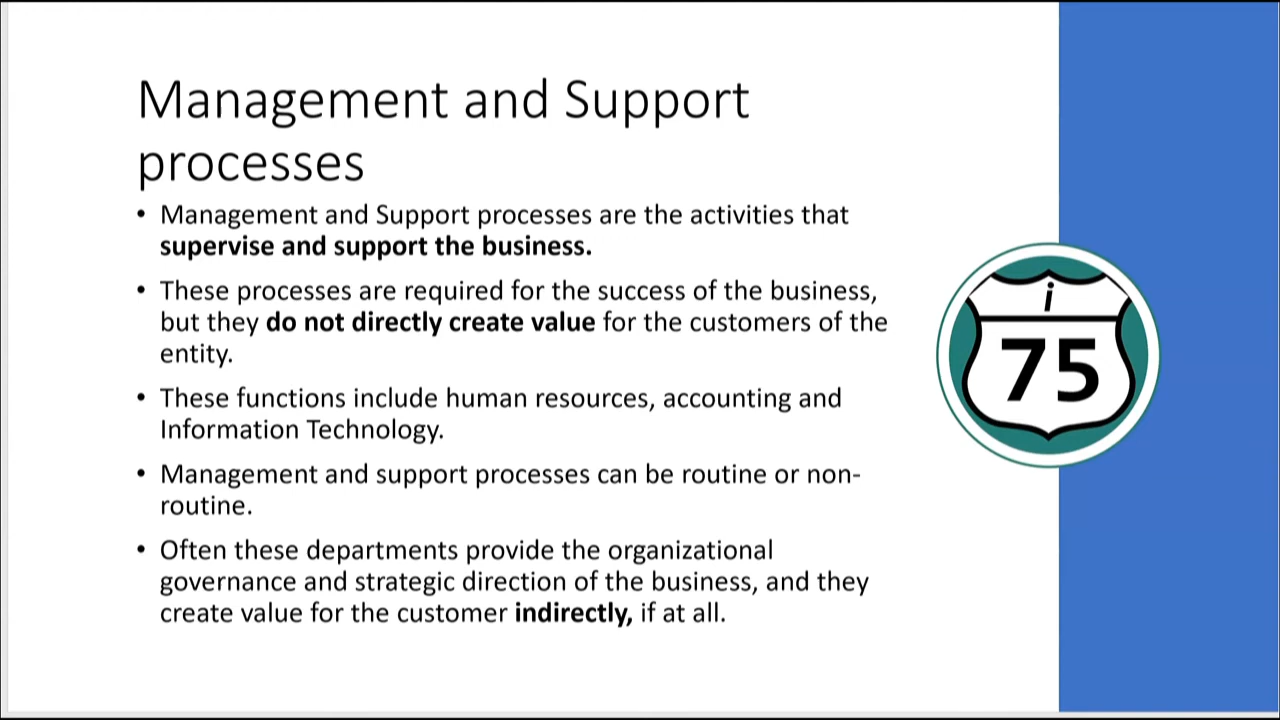 Management and Support
processes
• Management and Support processes are the activities that
supervise and support the business.
• These processes are required for the success of the business,
but they do not directly create value for the customers of the
entity.
• These functions include human resources, accounting and
Information Technology.
• Management and support processes can be routine or non-
routine.
• Often these departments provide the organizational
governance and strategic direction of the business, and they
create value for the customer indirectly, if at all.
i
75